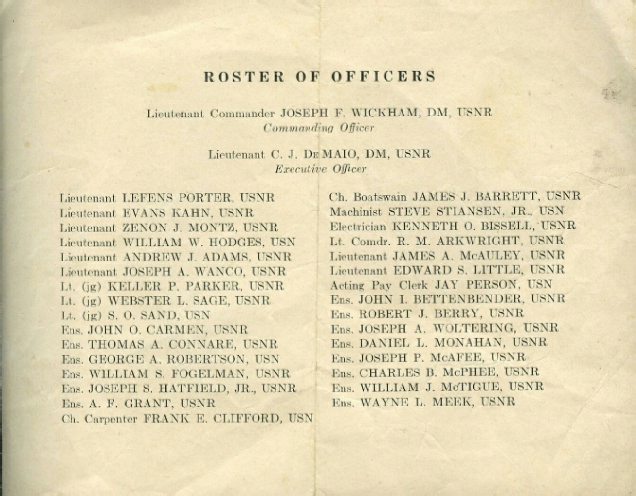 ROSTER OF OFFICERS
Lieutenant Commander JOSEPH F. WICKHAM, DM, USNR
Commanding Officer
Lieutenant C. J. DeMAIO, DM, USNR
Executive Officer
Lieutenant LEFENS PORTER, USNR
Lieutenant EVANS KAHN, USNR
Lieutenant ZENON J. MONTZ, USNR
Lieutenant WILLIAM W. HODGES, USN
Lieutenant ANDREW J. ADAMS, USNR
Lieutenant JOSEPH A. WANCO, USNR
Lt. (jg) KELLER P. PARKER, USNR
Lt. (jg) WEBSTER L. SAGE, USNR
Lt. (jg) S. O. SAND, USN
Ens. JOHN O. CARMEN, USNR
Ens. THOMAS A. CONNARE, USNR
Ens. GEORGE A. ROBERTSON, USN
Ens. WILLIAM S. FOGELMAN, USNR
Ens. JOSEPH S. HATFIELD, JR., USNR
Ens. A. F. GRANT, USNR
Ch. Carpenter FRANK E. CLIFFORD, USN
Ch. Boatswain JAMES J. BARRETT, USNR
Machinist STEVE STIANSEN, JR., USN
Electrician KENNETH O. BISSELL, USNR
Lt. Comdr. R. M. ARKWRIGHT, USNR
Lieutenant JAMES A. McAULEY, USNR
Lieutenant EDWARD S. LITTLE, USNR
Acting Pay Clerk JAY PERSON, USN
Ens. JOHN I. BETTENBENDER, USNR
Ens. ROBERT J. BERRY, USNR
Ens. JOSEPH A. WOLTERING, USNR
Ens. DANIEL L. MONAHAN, USNR
Ens. JOSEPH P. McAFEE, USNR
Ens. CHARLES B. McPHEE, USNR
Ens. WILLIAM J. McTIGUE, USNR
Ens. WAYNE L. MEEK, USNR